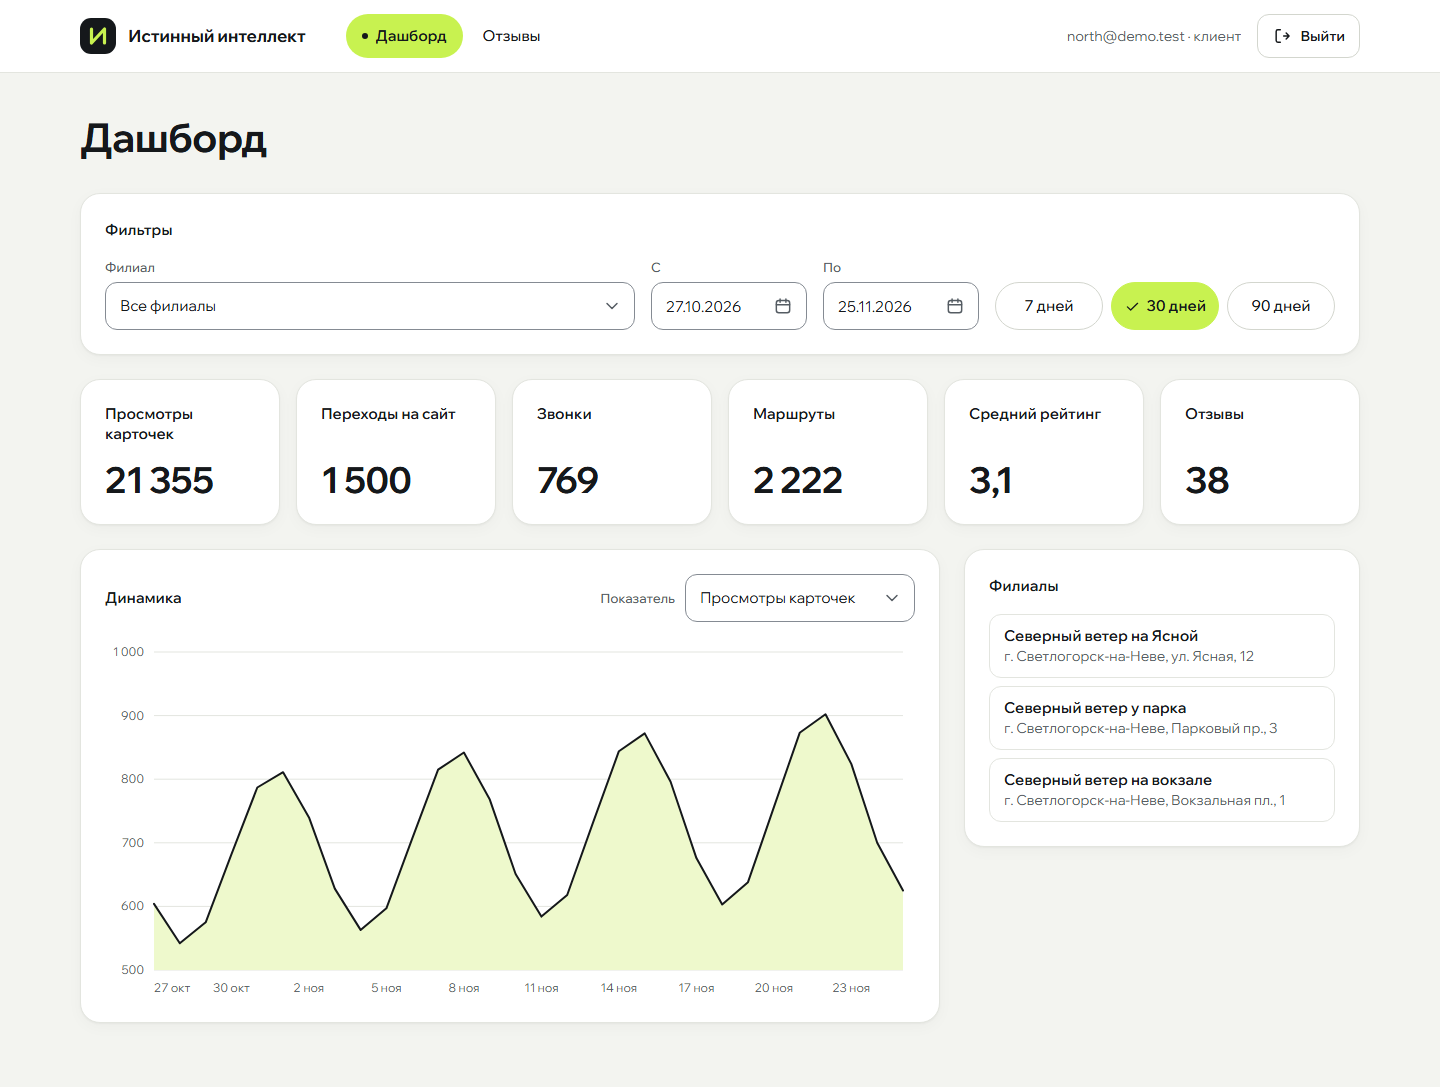 И Истинный интеллект
Дашборд
Отзывы
north@demo.test · клиент
Выйти
Дашборд
Фильтры
Филиал
Все филиалы
С
27.10.2026
По
25.11.2026
7 дней
30 дней
90 дней
Просмотры
карточек
21 355
Переходы на сайт
1 500
Звонки
769
Маршруты
2 222
Средний рейтинг
3,1
Отзывы
38
Динамика
Показатель
Просмотры карточек
1 000
900
800
700
600
500
27 окт
30 окт
2 ноя
5 ноя
8 ноя
11 ноя
14 ноя
17 ноя
20 ноя
23 ноя
Филиалы
Северный ветер на Ясной
г. Светлогорск-на-Неве, ул. Ясная, 12
Северный ветер у парка
г. Светлогорск-на-Неве, Парковый пр., 3
Северный ветер на вокзале
г. Светлогорск-на-Неве, Вокзальная пл., 1